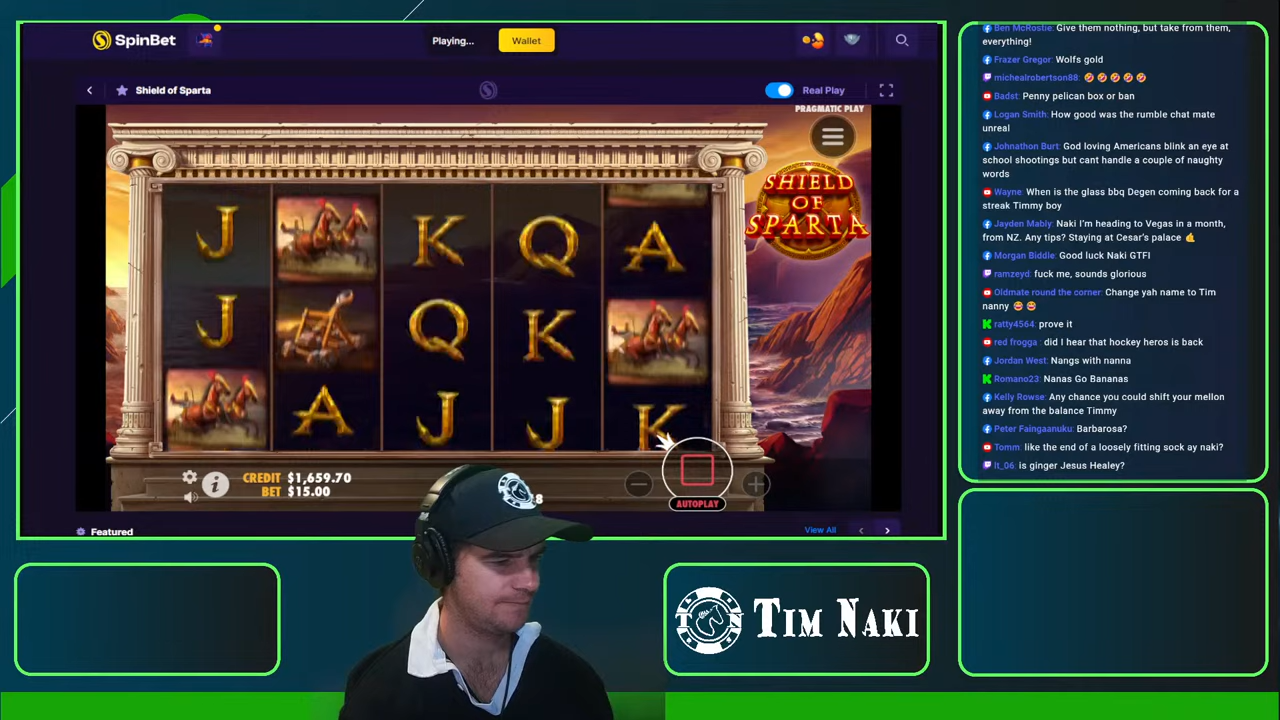 SpinBet
Playing...
Wallet
Shield of Sparta
Real Play
PRAGMATIC PLAY
SHIELD
OF
SPARTA
J K Q A
J Q K
A J J K
CREDIT $1,659.70
BET $15.00
8
AUTOPLAY
Featured
View All
TIM NAKI
Ben McRostie: Give them nothing, but take from them,
everything!
Frazer Gregor: Wolfs gold
michealrobertson88: 🤣 🤣 🤣 🤣 🤣
Badst: Penny pelican box or ban
Logan Smith: How good was the rumble chat mate
unreal
Johnathon Burt: God loving Americans blink an eye at
school shootings but cant handle a couple of naughty
words
Wayne: When is the glass bbq Degen coming back for a
streak Timmy boy
Jayden Mably: Naki I'm heading to Vegas in a month,
from NZ. Any tips? Staying at Cesar's palace
Morgan Biddle: Good luck Naki GTFI
ramzeyd: fuck me, sounds glorious
Oldmate round the corner: Change yah name to Tim
nanny
ratty4564: prove it
red frogga: did I hear that hockey heros is back
Jordan West: Nangs with nanna
Romano23: Nanas Go Bananas
Kelly Rowse: Any chance you could shift your mellon
away from the balance Timmy
Peter Faingaanuku: Barbarosa?
Tomm: like the end of a loosely fitting sock ay naki?
It_06: is ginger Jesus Healey?